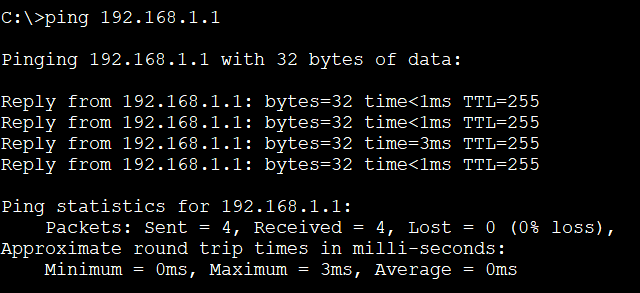 C:\>ping 192.168.1.1
Pinging 192.168.1.1 with 32 bytes of data:
Reply from 192.168.1.1: bytes=32 time<1ms TTL=255
Reply from 192.168.1.1: bytes=32 time<1ms TTL=255
Reply from 192.168.1.1: bytes=32 time=3ms TTL=255
Reply from 192.168.1.1: bytes=32 time<1ms TTL=255
Ping statistics for 192.168.1.1:
    Packets: Sent = 4, Received = 4, Lost = 0 (0% loss),
Approximate round trip times in milli-seconds:
    Minimum = 0ms, Maximum = 3ms, Average = 0ms